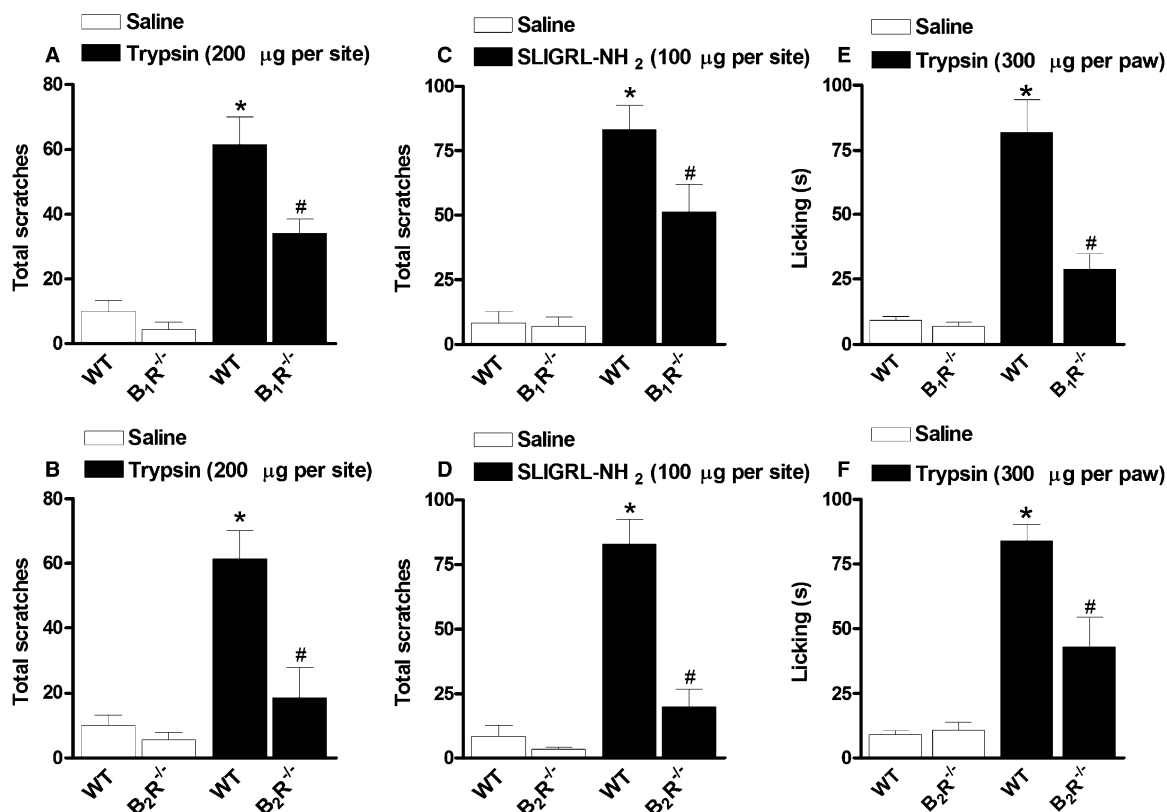 A
Saline
Trypsin (200 μg per site)
Total scratches
80
60
40
20
0
*
#
WT
B1R-/-
WT
B1R-/-
C
Saline
SLIGRL-NH 2 (100 μg per site)
Total scratches
100
75
50
25
0
*
#
WT
B1R-/-
WT
B1R-/-
E
Saline
Trypsin (300 μg per paw)
Licking (s)
100
75
50
25
0
*
#
WT
B1R-/-
WT
B1R-/-
B
Saline
Trypsin (200 μg per site)
Total scratches
80
60
40
20
0
*
#
WT
B2R-/-
WT
B2R-/-
D
Saline
SLIGRL-NH 2 (100 μg per site)
Total scratches
100
75
50
25
0
*
#
WT
B2R-/-
WT
B2R-/-
F
Saline
Trypsin (300 μg per paw)
Licking (s)
100
75
50
25
0
*
#
WT
B2R-/-
WT
B2R-/-